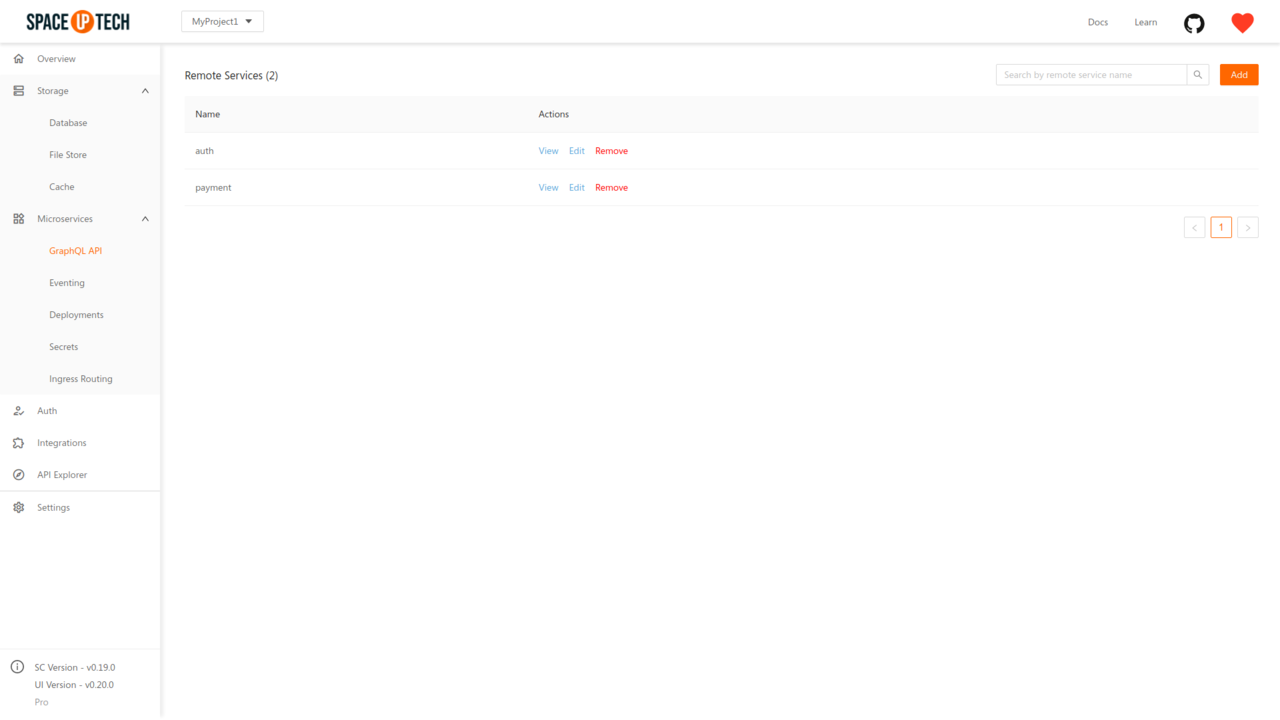 SPACE UP TECH
MyProject1
Docs
Learn
Overview
Storage
Database
File Store
Cache
Microservices
GraphQL API
Eventing
Deployments
Secrets
Ingress Routing
Auth
Integrations
API Explorer
Settings
SC Version - v0.19.0
UI Version - v0.20.0
Pro
Remote Services (2)
Search by remote service name
Add
Name Actions
auth View Edit Remove
payment View Edit Remove
< 1 >